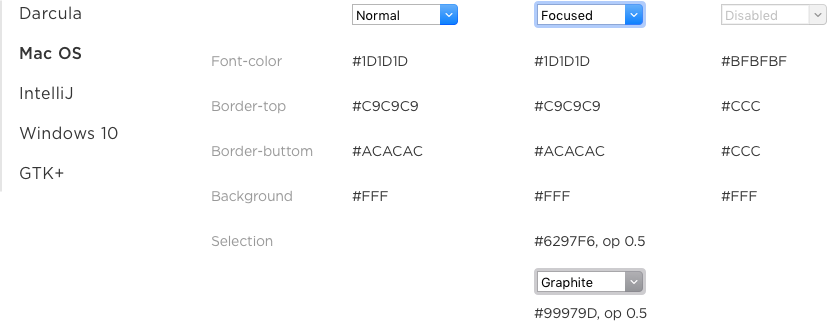 Darcula
Mac OS
IntelliJ
Windows 10
GTK+
Normal Focused Disabled
Font-color #1D1D1D #1D1D1D #BFBFBF
Border-top #C9C9C9 #C9C9C9 #CCC
Border-buttom #ACACAC #ACACAC #CCC
Background #FFF #FFF #FFF
Selection #6297F6, op 0.5
Graphite
#99979D, op 0.5